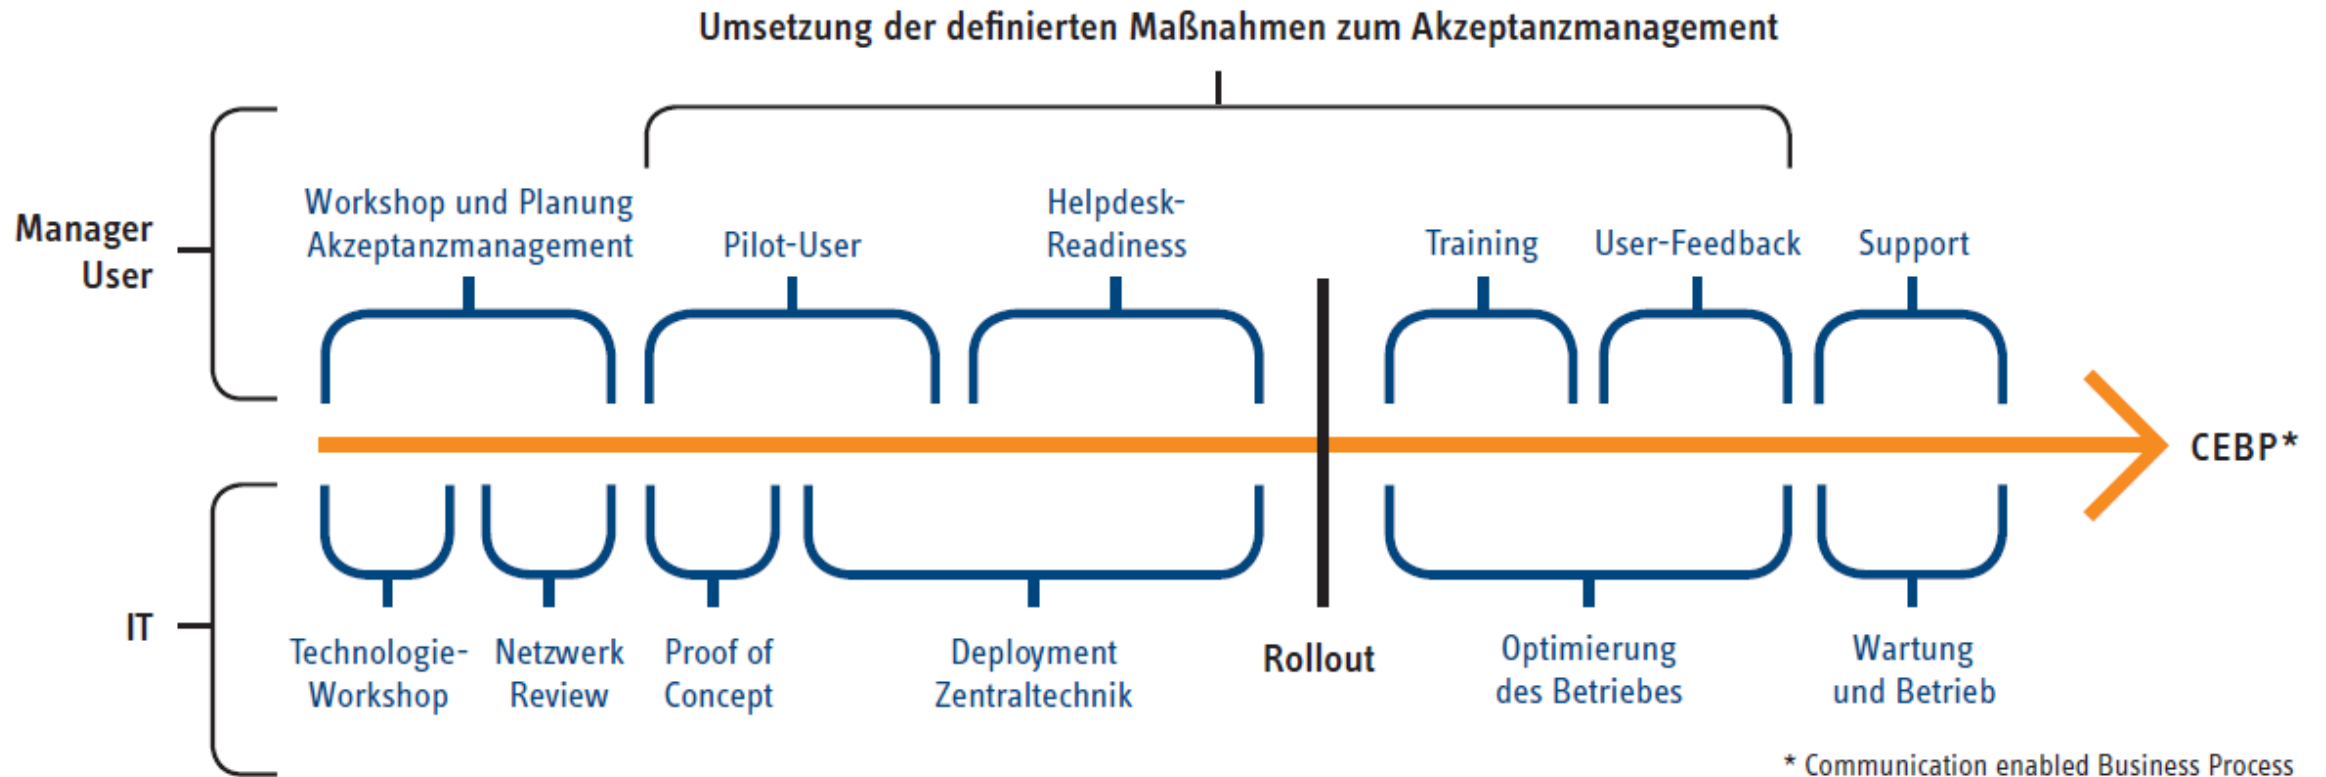 Umsetzung der definierten Maßnahmen zum Akzeptanzmanagement
Manager
User
Workshop und Planung
Akzeptanzmanagement
Pilot-User
Helpdesk-
Readiness
Training
User-Feedback
Support
CEBP*
IT
Technologie-
Workshop
Netzwerk
Review
Proof of
Concept
Deployment
Zentraltechnik
Rollout
Optimierung
des Betriebes
Wartung
und Betrieb
* Communication enabled Business Process